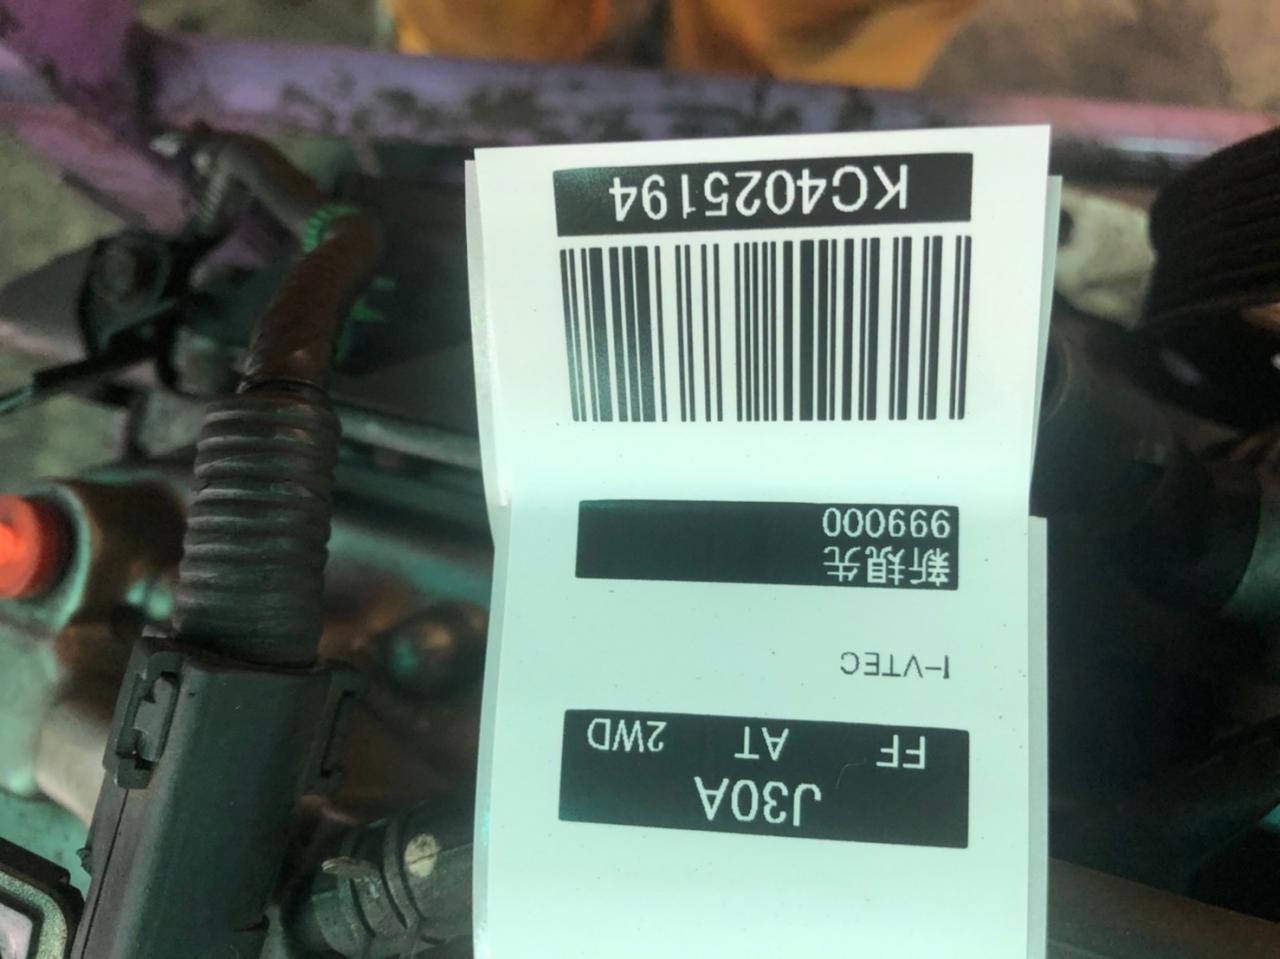 J30A
FF AT 2WD
I-VTEC
新規先
999000
KC4025194